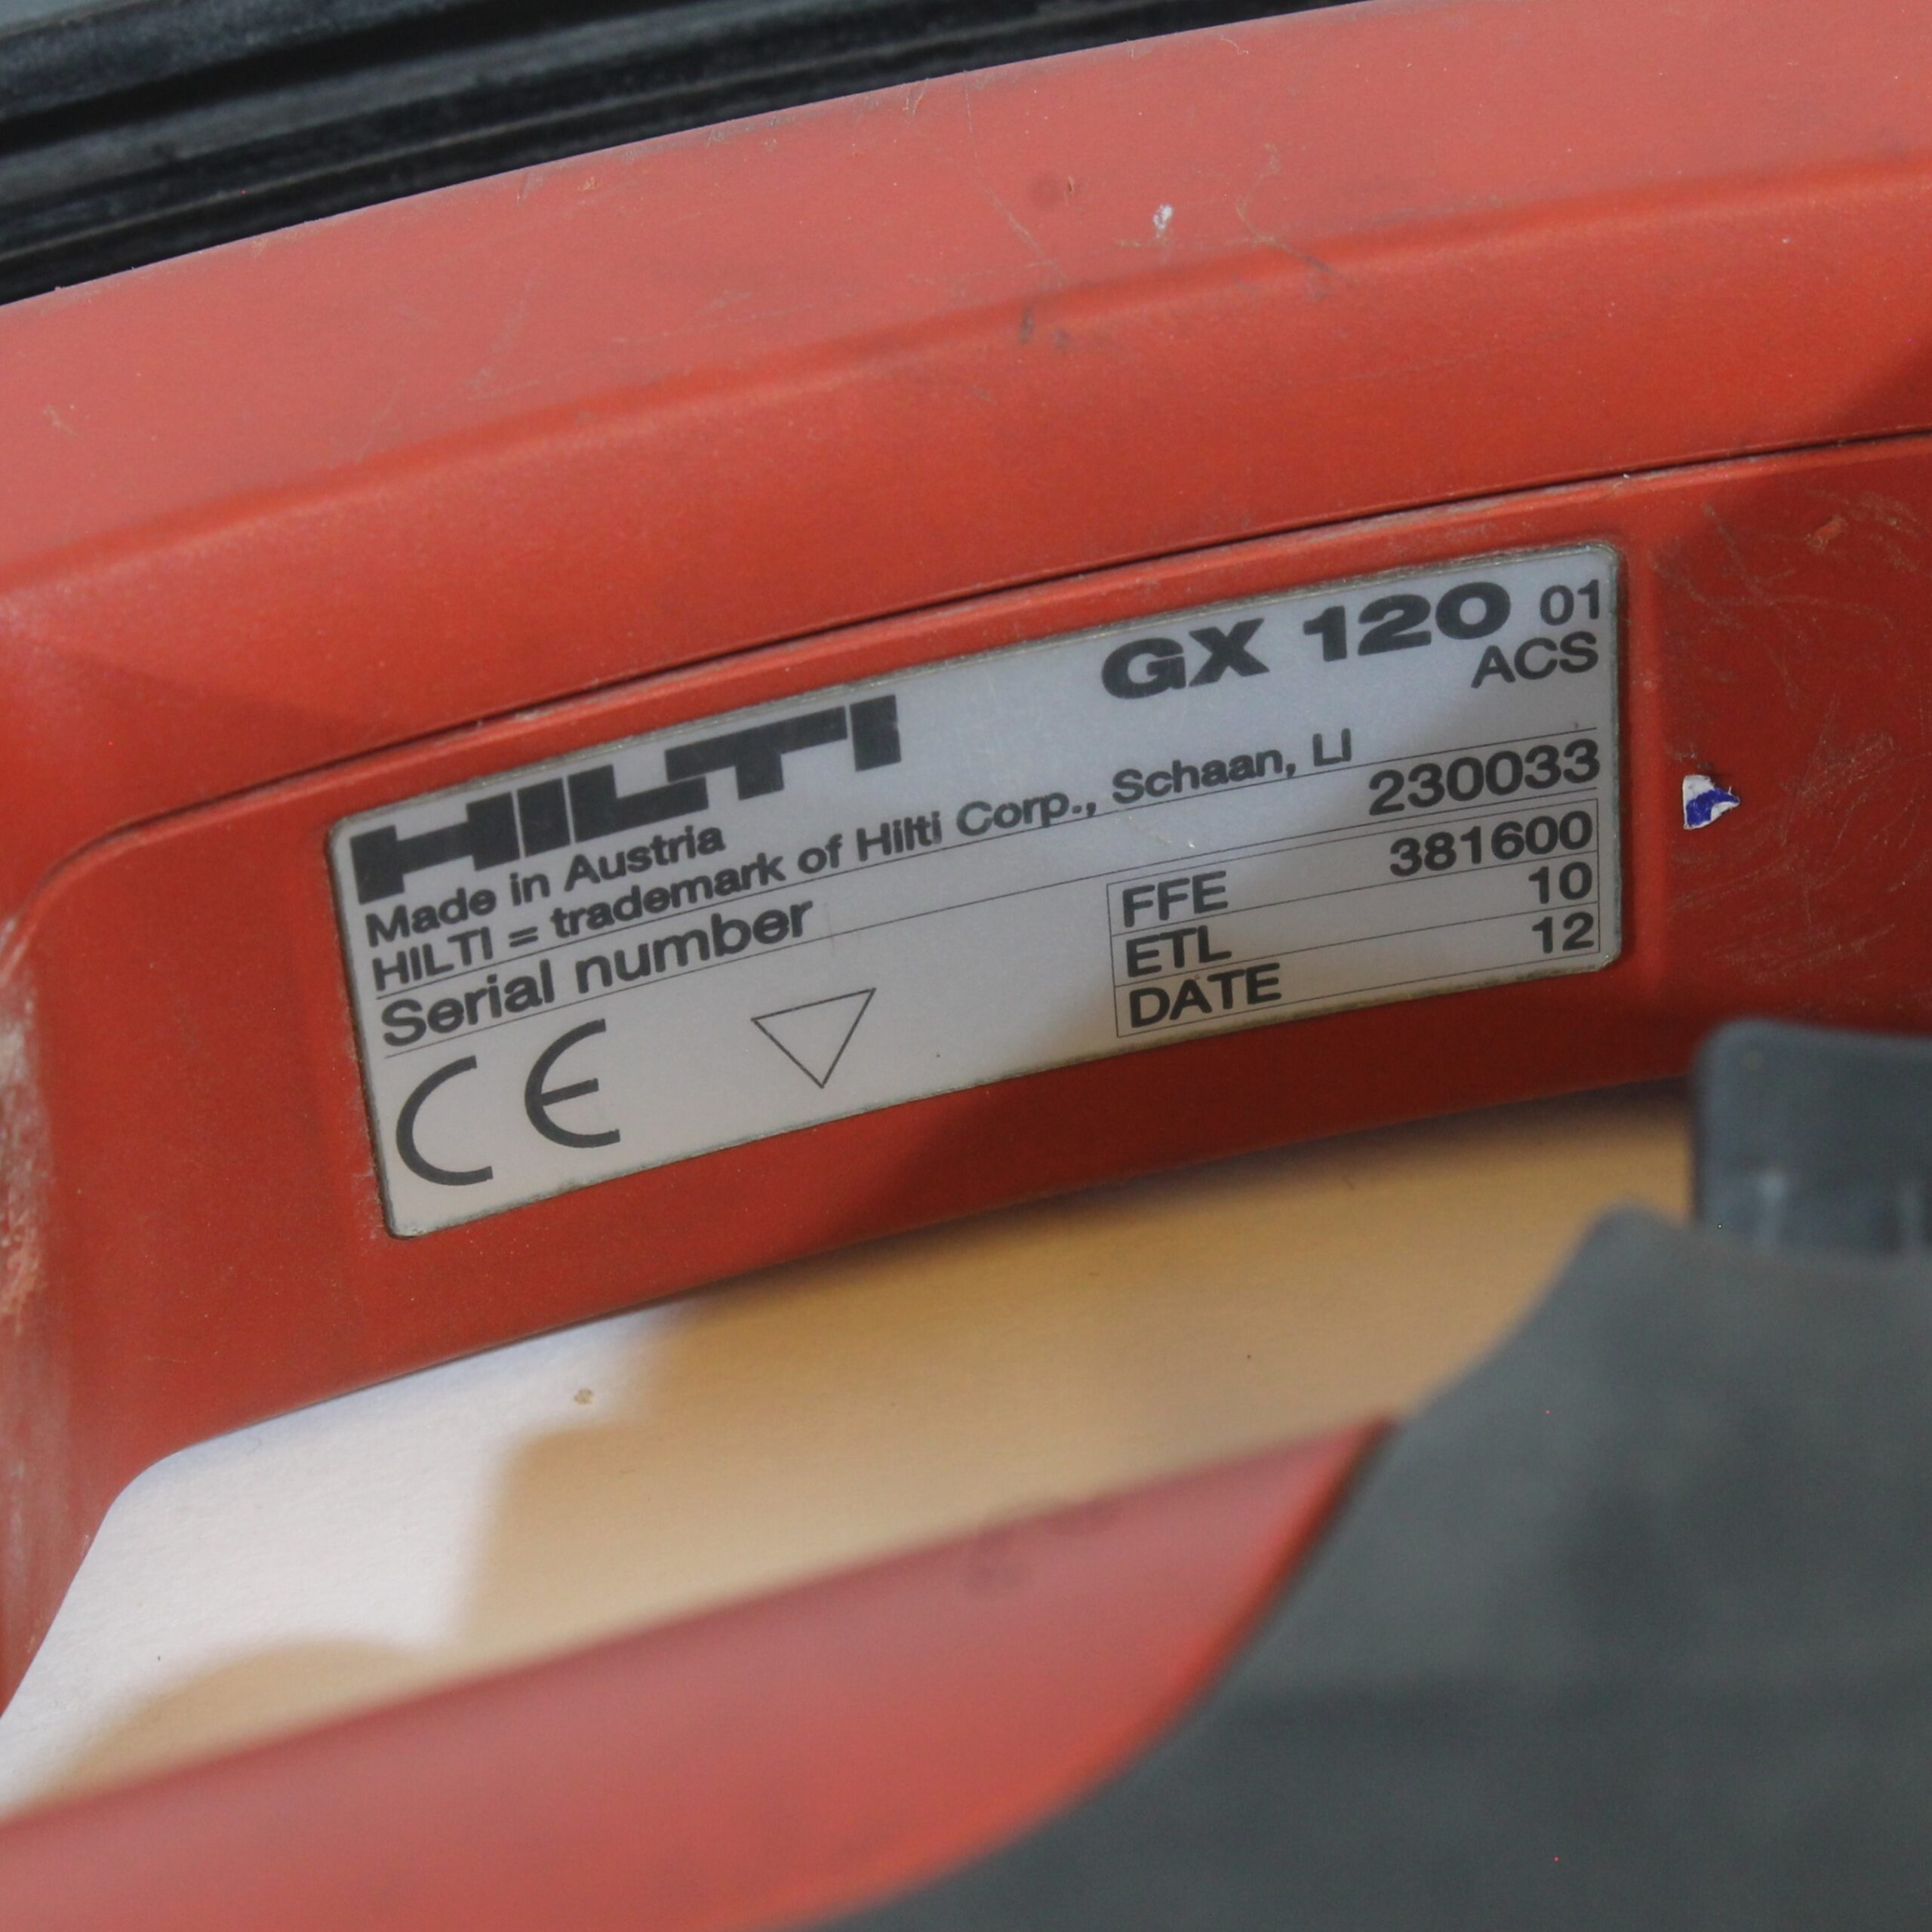 HILTI GX 120 01
Made in Austria ACS
HILTI = trademark of Hilti Corp., Schaan, LI
Serial number 230033
FFE 381600
ETL 10
DATE 12
CE